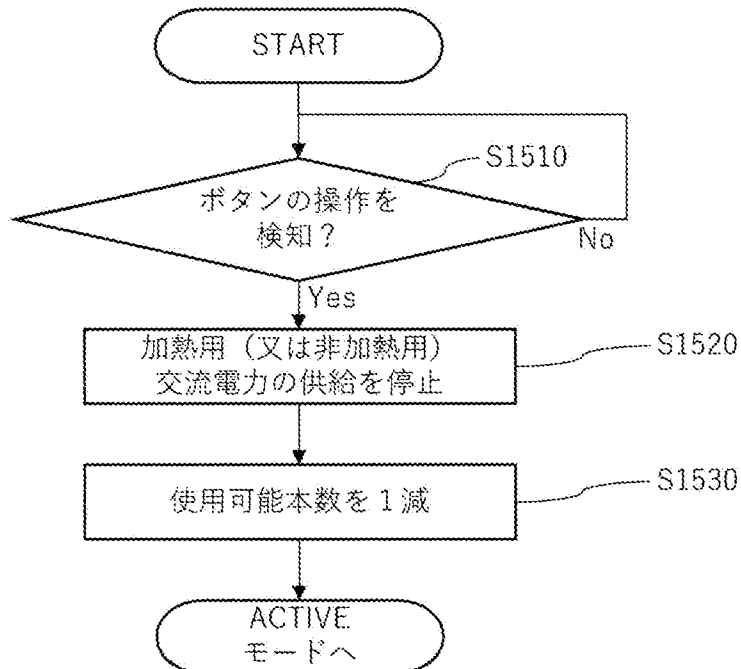 START
S1510
ボタンの操作を
検知？
No
Yes
加熱用（又は非加熱用）
交流電力の供給を停止
S1520
使用可能本数を１減
S1530
ACTIVE
モードへ